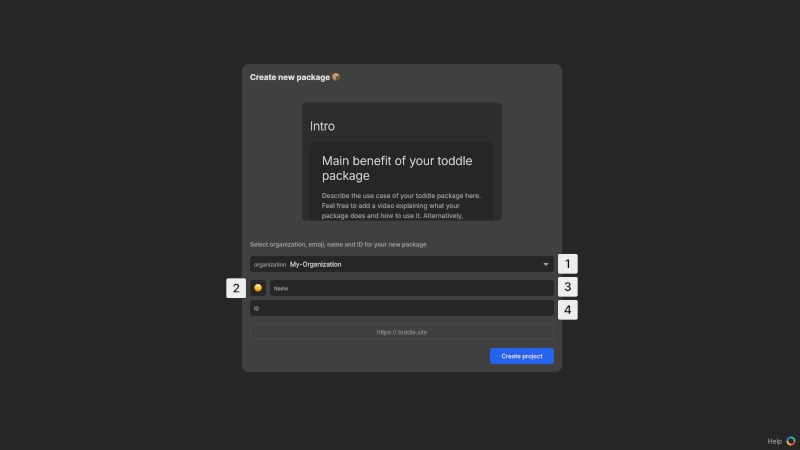 Create new package
Intro
Main benefit of your toddle
package
Describe the use case of your toddle package here.
Feel free to add a video explaining what your
package does and how to use it. Alternatively,
Select organization, emoji, name and ID for your new package
organization My-Organization
1
2
Name
3
ID
4
https://.toddle.site
Create project
Help